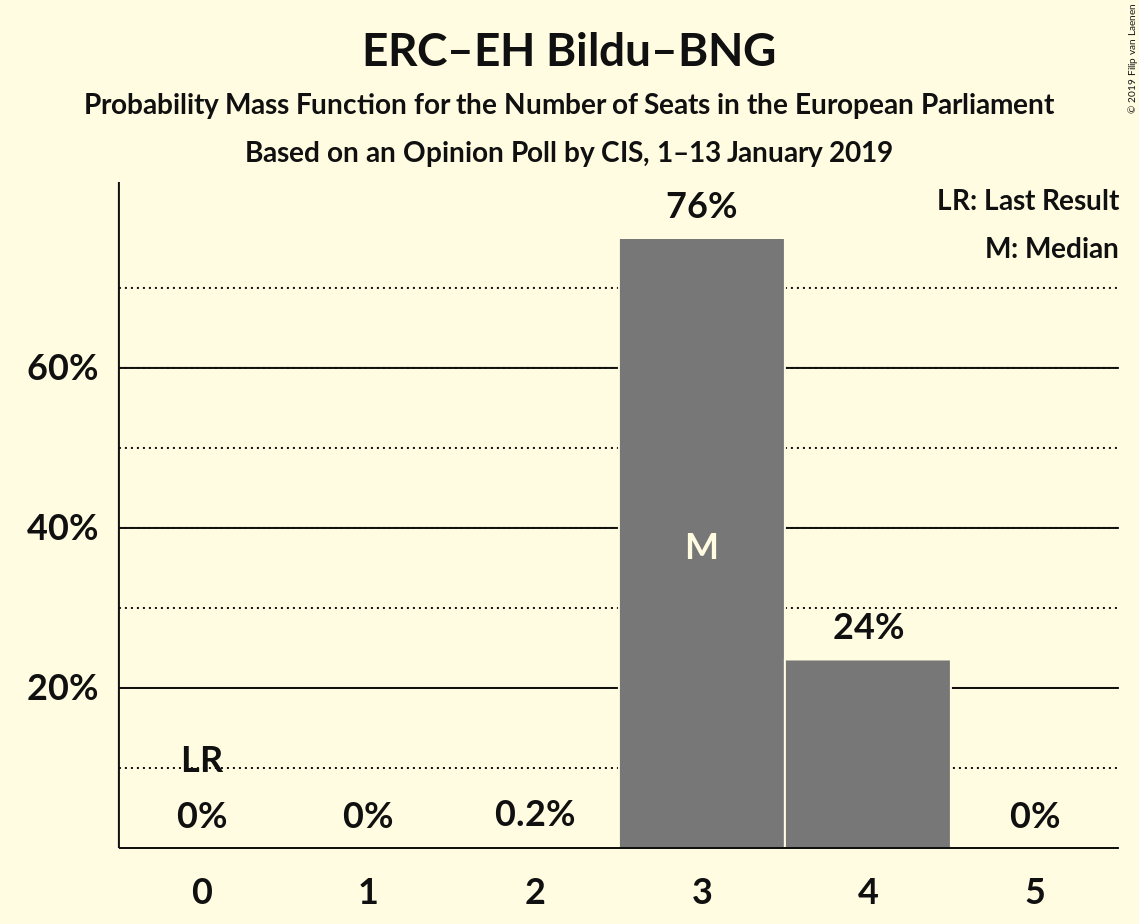 ERC–EH Bildu–BNG
Probability Mass Function for the Number of Seats in the European Parliament
Based on an Opinion Poll by CIS, 1–13 January 2019
© 2019 Filip van Laenen
LR: Last Result
M: Median
76%
60%
40%
M
24%
20%
LR
0%
0%
0.2%
0%
0
1
2
3
4
5